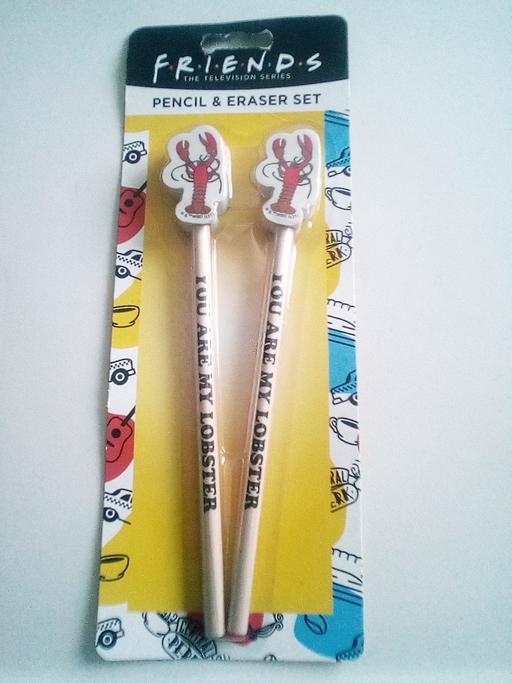 F·R·I·E·N·D·S
THE TELEVISION SERIES
PENCIL & ERASER SET
YOU ARE MY LOBSTER
YOU ARE MY LOBSTER